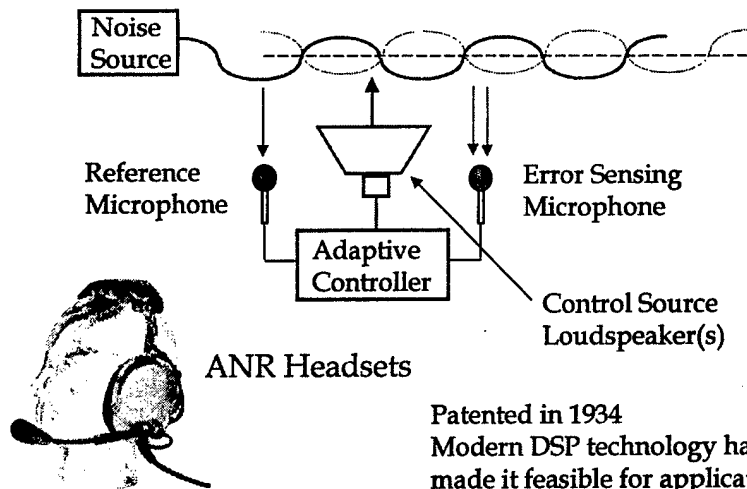 Noise
Source
Reference
Microphone
Error Sensing
Microphone
Adaptive
Controller
Control Source
Loudspeaker(s)
ANR Headsets
Patented in 1934
Modern DSP technology ha
made it feasible for applica